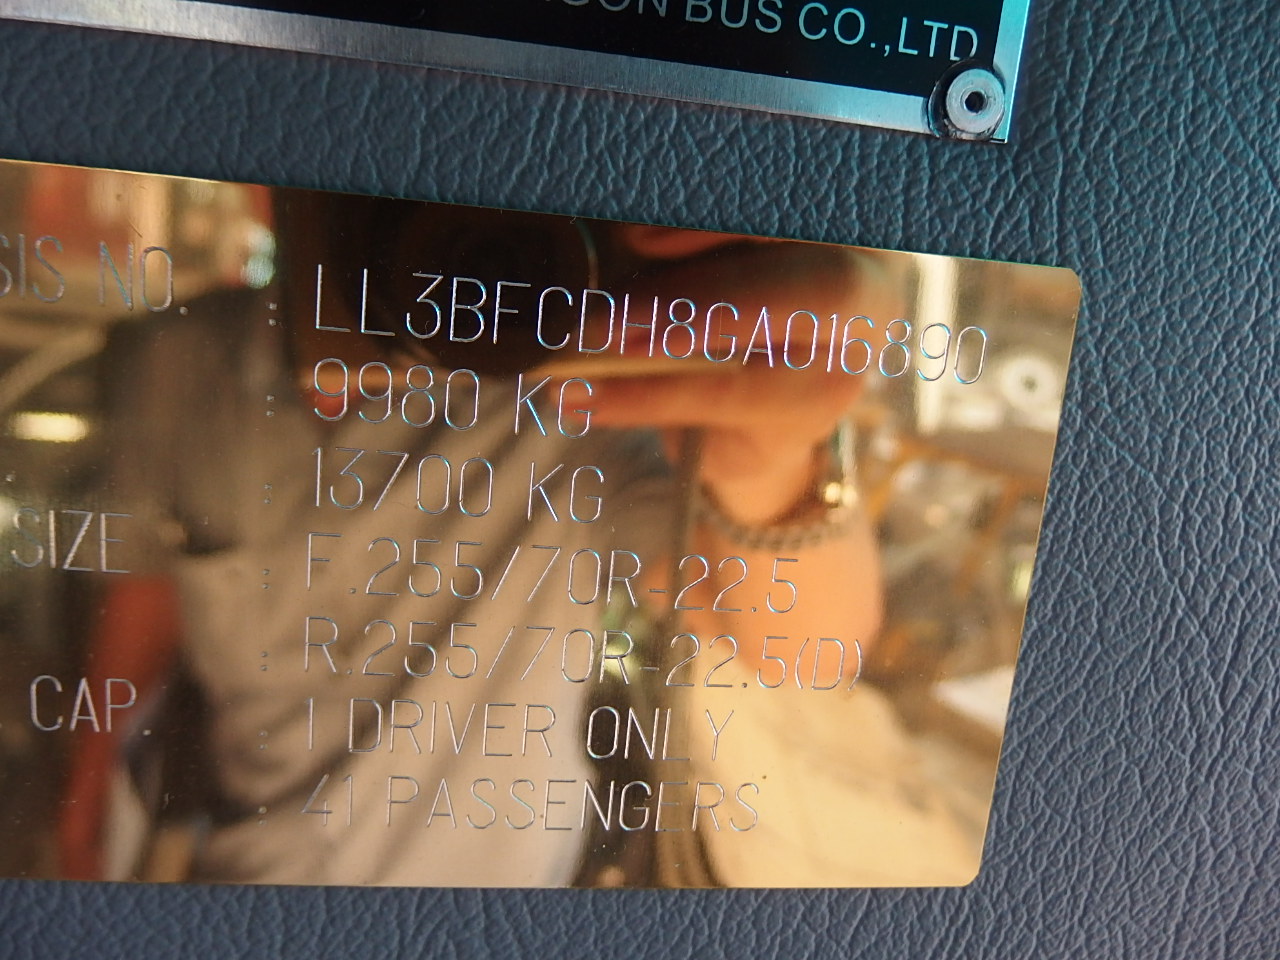 BUS CO.,LTD
SIS NO. : LL3BFCDH8GA016890
: 9980 KG
: 13700 KG
SIZE : F.255/70R-22.5
: R.255/70R-22.5(D)
CAP. : 1 DRIVER ONLY
: 41 PASSENGERS